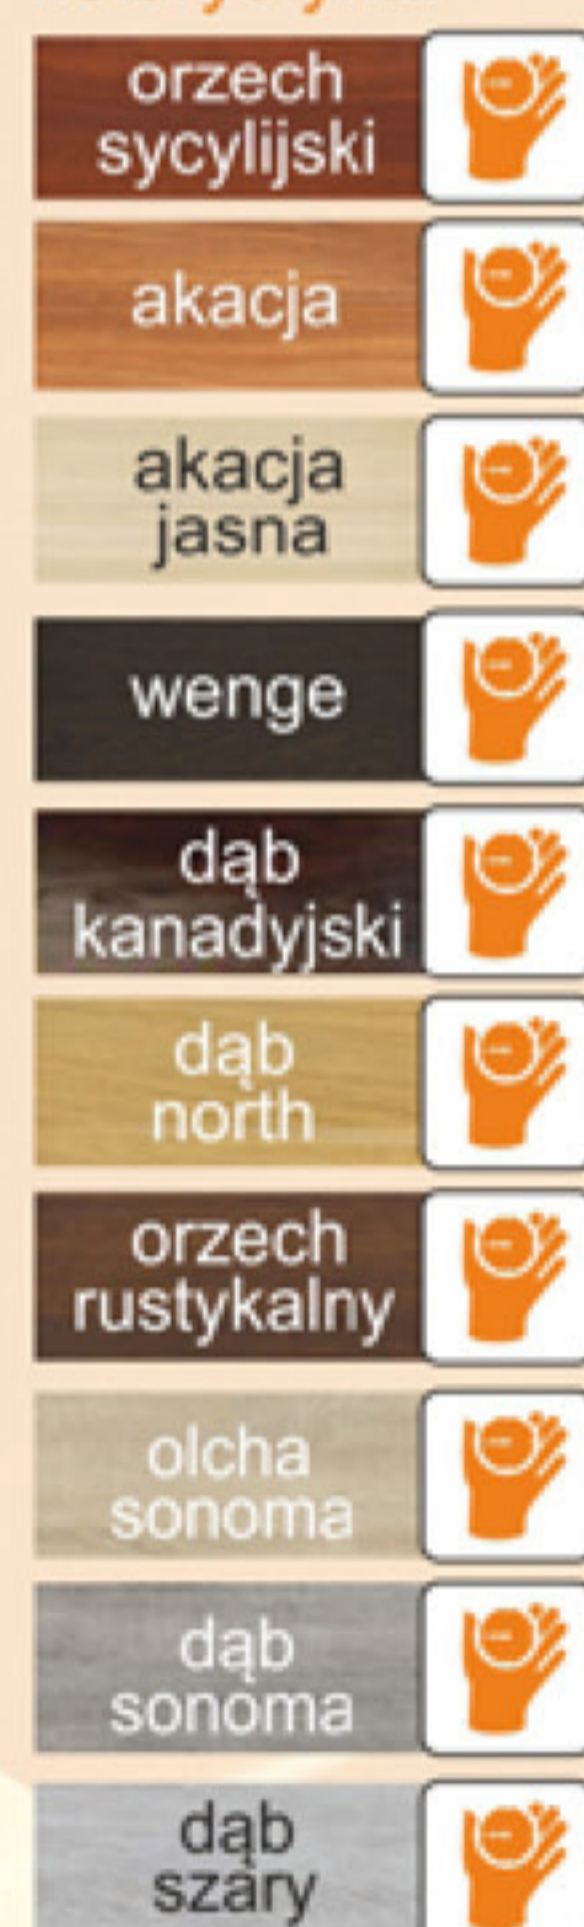 orzech
sycylijski
akacja
akacja
jasna
wenge
dąb
kanadyjski
dąb
north
orzech
rustykalny
olcha
sonoma
dąb
sonoma
dąb
szary